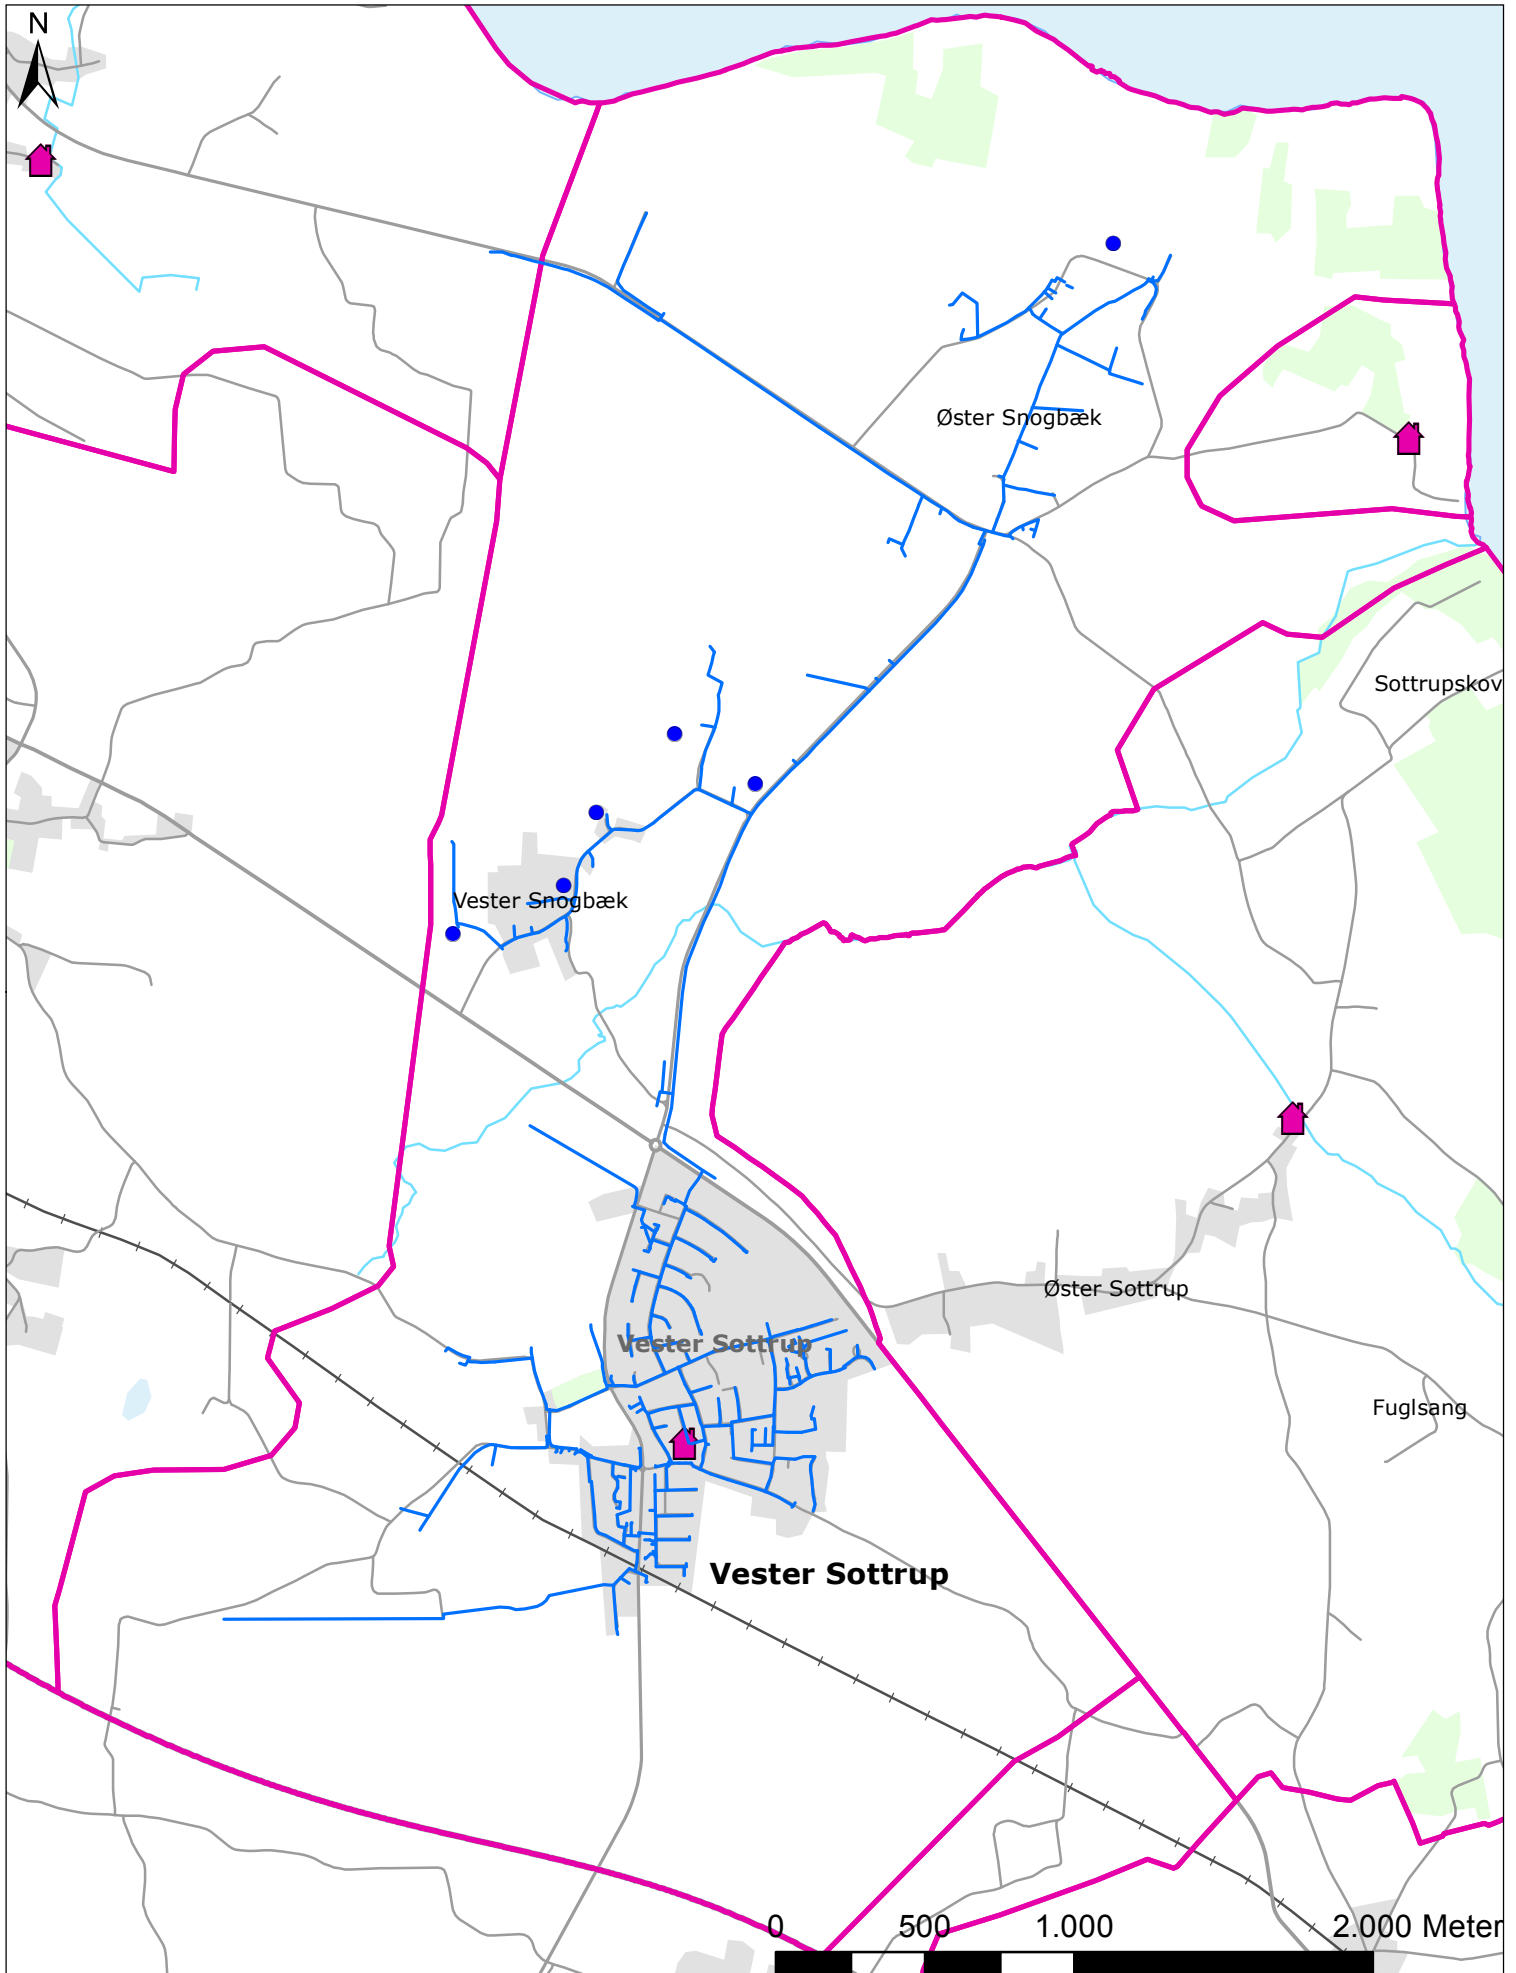 N
Øster Snogbæk
Sottrupskov
Vester Snogbæk
Øster Sottrup
Vester Sottrup
Fuglsang
Vester Sottrup
0 500 1.000 2.000 Meter